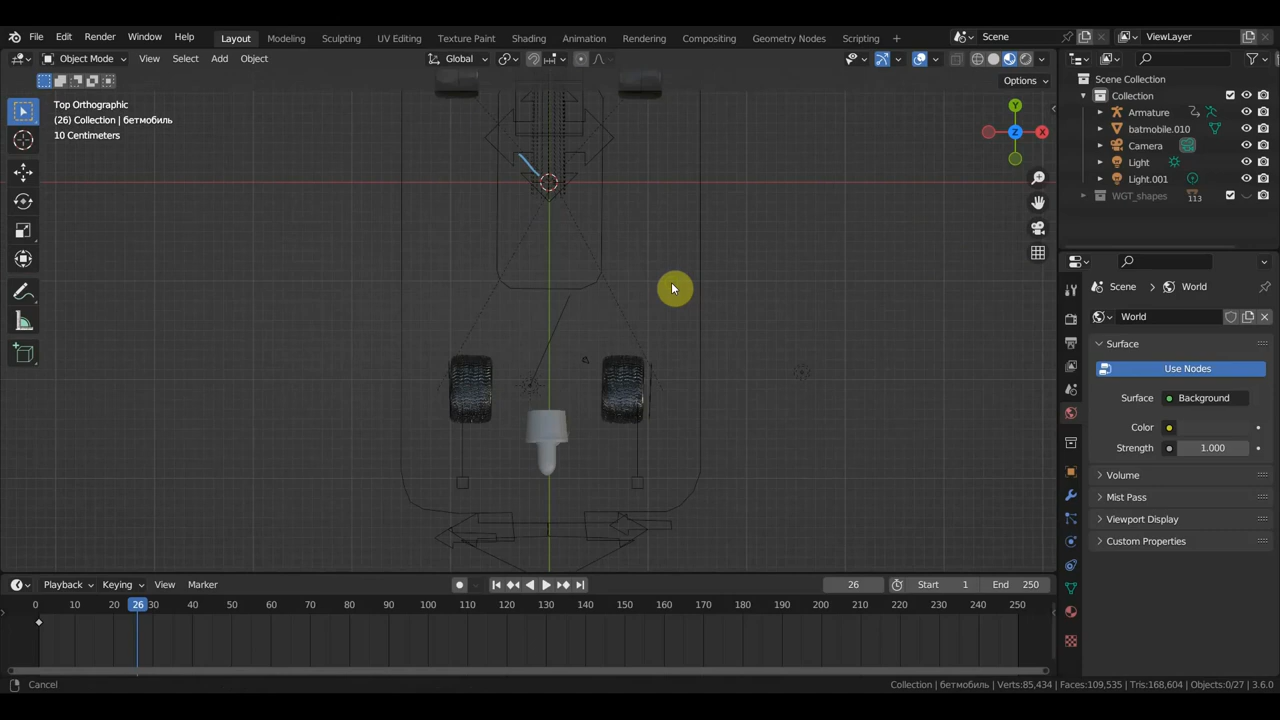 File Edit Render Window Help Layout Modeling Sculpting UV Editing Texture Paint Shading Animation Rendering Compositing Geometry Nodes Scripting Scene ViewLayer
Object Mode View Select Add Object Global
Options
Top Orthographic
(26) Collection | бетмобиль
10 Centimeters
Y
X
Z
Scene Collection
Collection
Armature
batmobile.010
Camera
Light
Light.001
WGT_shapes 113
Scene > World
World
Surface
Use Nodes
Surface Background
Color
Strength 1.000
Volume
Mist Pass
Viewport Display
Custom Properties
Playback Keying View Marker 26 Start 1 End 250
0 10 20 26 30 40 50 60 70 80 90 100 110 120 130 140 150 160 170 180 190 200 210 220 230 240 250
Cancel Collection | бетмобиль | Verts:85,434 | Faces:109,535 | Tris:168,604 | Objects:0/27 | 3.6.0